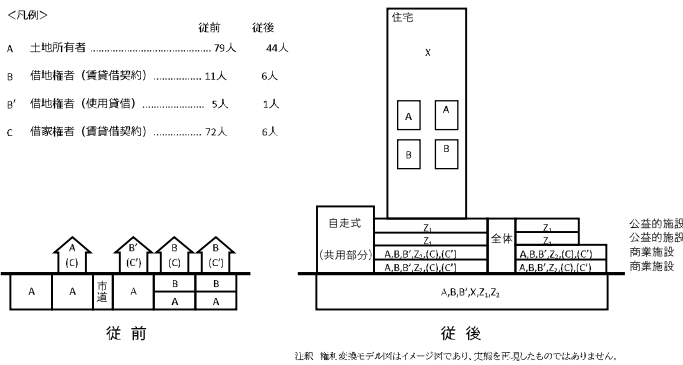 ＜凡例＞
従前 従後
A 土地所有者 ………………………………… 79人 44人
B 借地権者（賃貸借契約）…………… 11人 6人
B′ 借地権者（使用貸借）………………… 5人 1人
C 借家権者（賃貸借契約）…………… 72人 6人
A
(C)
B′
(C′)
B
(C)
B
(C′)
A
A
市道
A
B
A
B
A
従 前
住宅
X
A
A
B
B
自走式
(共用部分)
Z₁
Z₁
A,B,B′,Z₂,(C),(C′)
A,B,B′,Z₂,(C),(C′)
全体
Z₁
Z₁
A,B,B′,Z₂,(C),(C′)
A,B,B′,Z₂,(C),(C′)
公益的施設
公益的施設
商業施設
商業施設
A,B,B′,X,Z₁,Z₂
従 後
注釈 権利変換モデル図はイメージ図であり、実態を再現したものではありません。